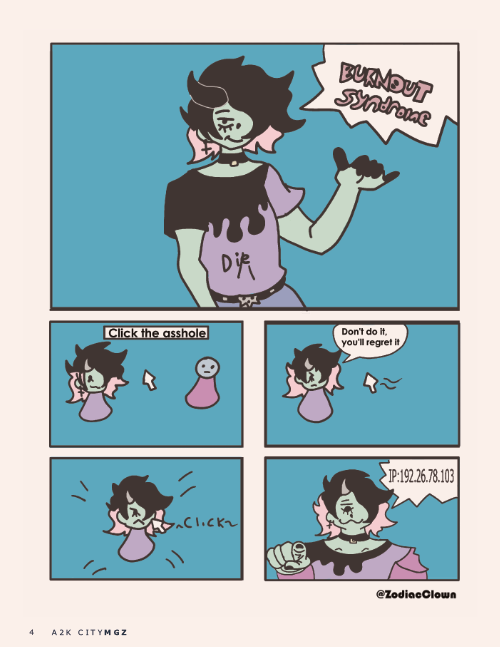 BURNOUT
Syndrome
Die
Click the asshole
Don't do it,
you'll regret it
~Click~
IP:192.26.78.103
@ZodiacClown
4 A2K CITYMGZ